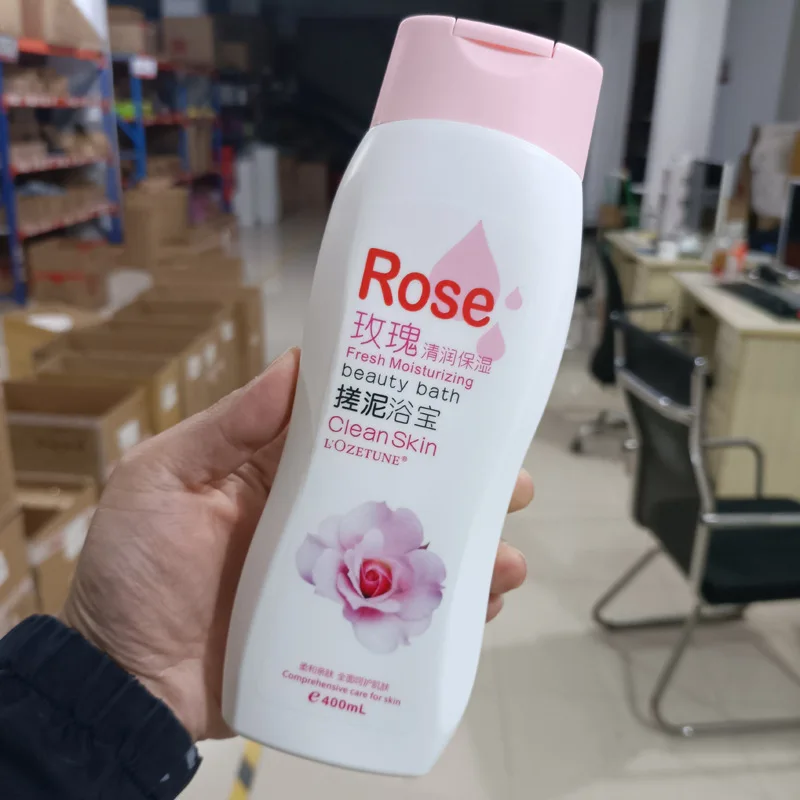 Rose
玫瑰 清润保湿
Fresh Moisturizing
beauty bath
搓泥浴宝
Clean Skin
L'OZETUNE®
柔和亲肤 全面呵护肌肤
Comprehensive care for skin
℮400mL